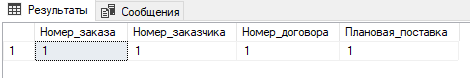 Результаты Сообщения
Номер_заказа Номер_заказчика Номер_договора Плановая_поставка
1 1 1 1 1